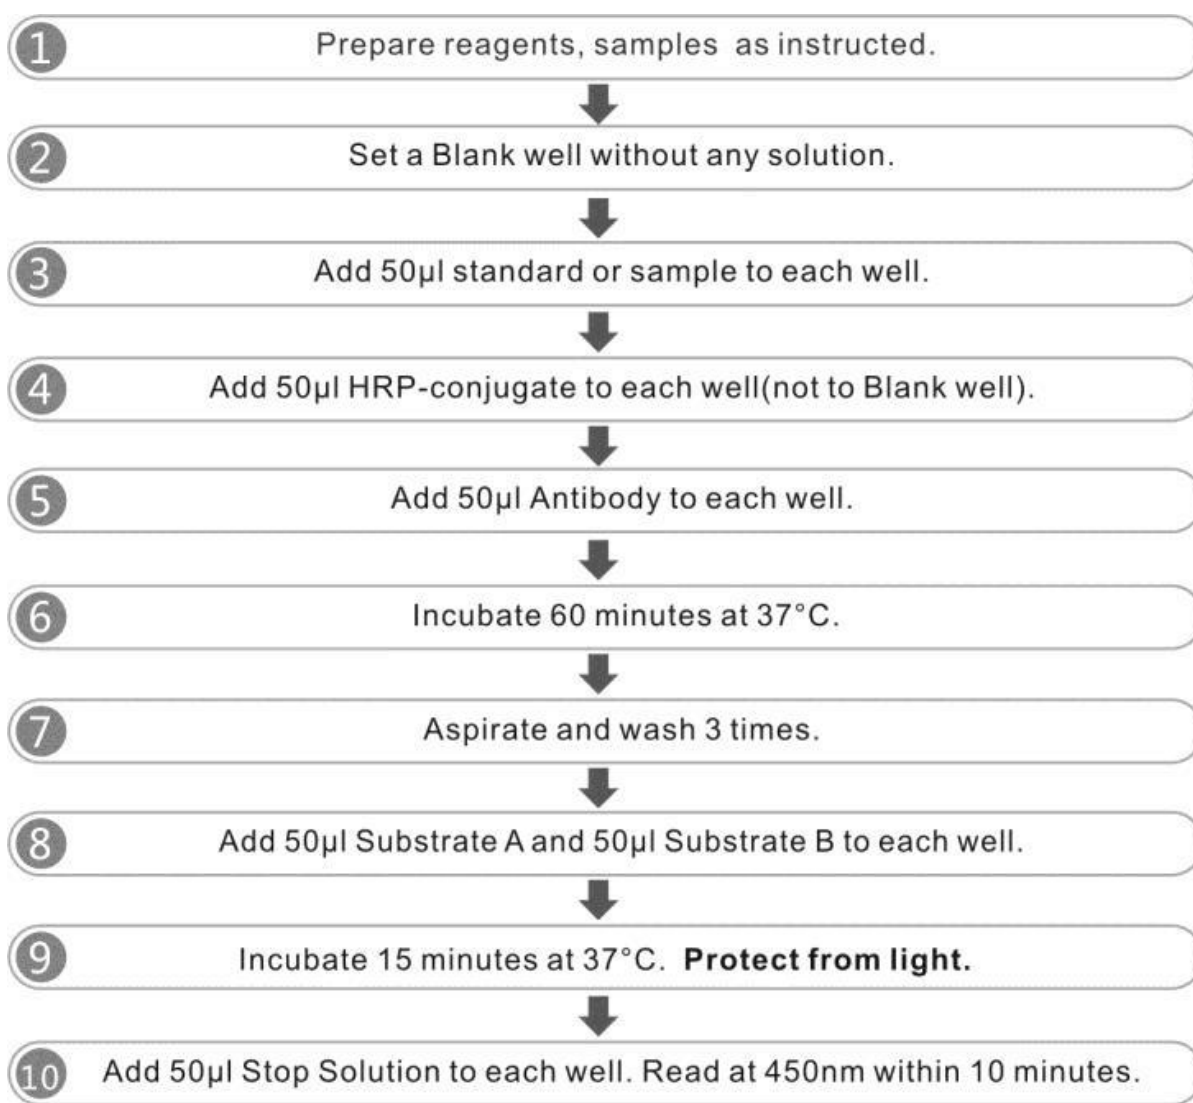 1 Prepare reagents, samples as instructed.
2 Set a Blank well without any solution.
3 Add 50µl standard or sample to each well.
4 Add 50µl HRP-conjugate to each well(not to Blank well).
5 Add 50µl Antibody to each well.
6 Incubate 60 minutes at 37°C.
7 Aspirate and wash 3 times.
8 Add 50µl Substrate A and 50µl Substrate B to each well.
9 Incubate 15 minutes at 37°C. Protect from light.
10 Add 50µl Stop Solution to each well. Read at 450nm within 10 minutes.